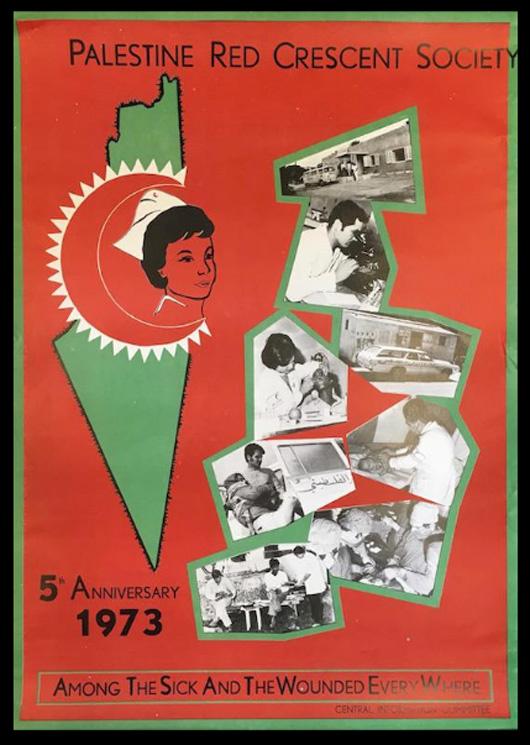 PALESTINE RED CRESCENT SOCIETY
الفلسطيني
5th ANNIVERSARY
1973
AMONG THE SICK AND THE WOUNDED EVERY WHERE
CENTRAL INFORMATION COMMITTEE